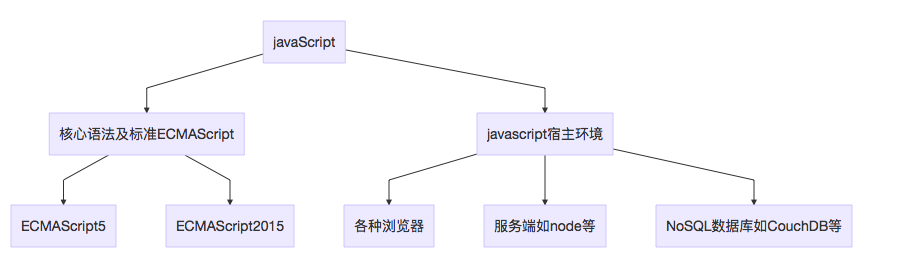 javaScript
核心语法及标准ECMAScript
javascript宿主环境
ECMAScript5
ECMAScript2015
各种浏览器
服务端如node等
NoSQL数据库如CouchDB等